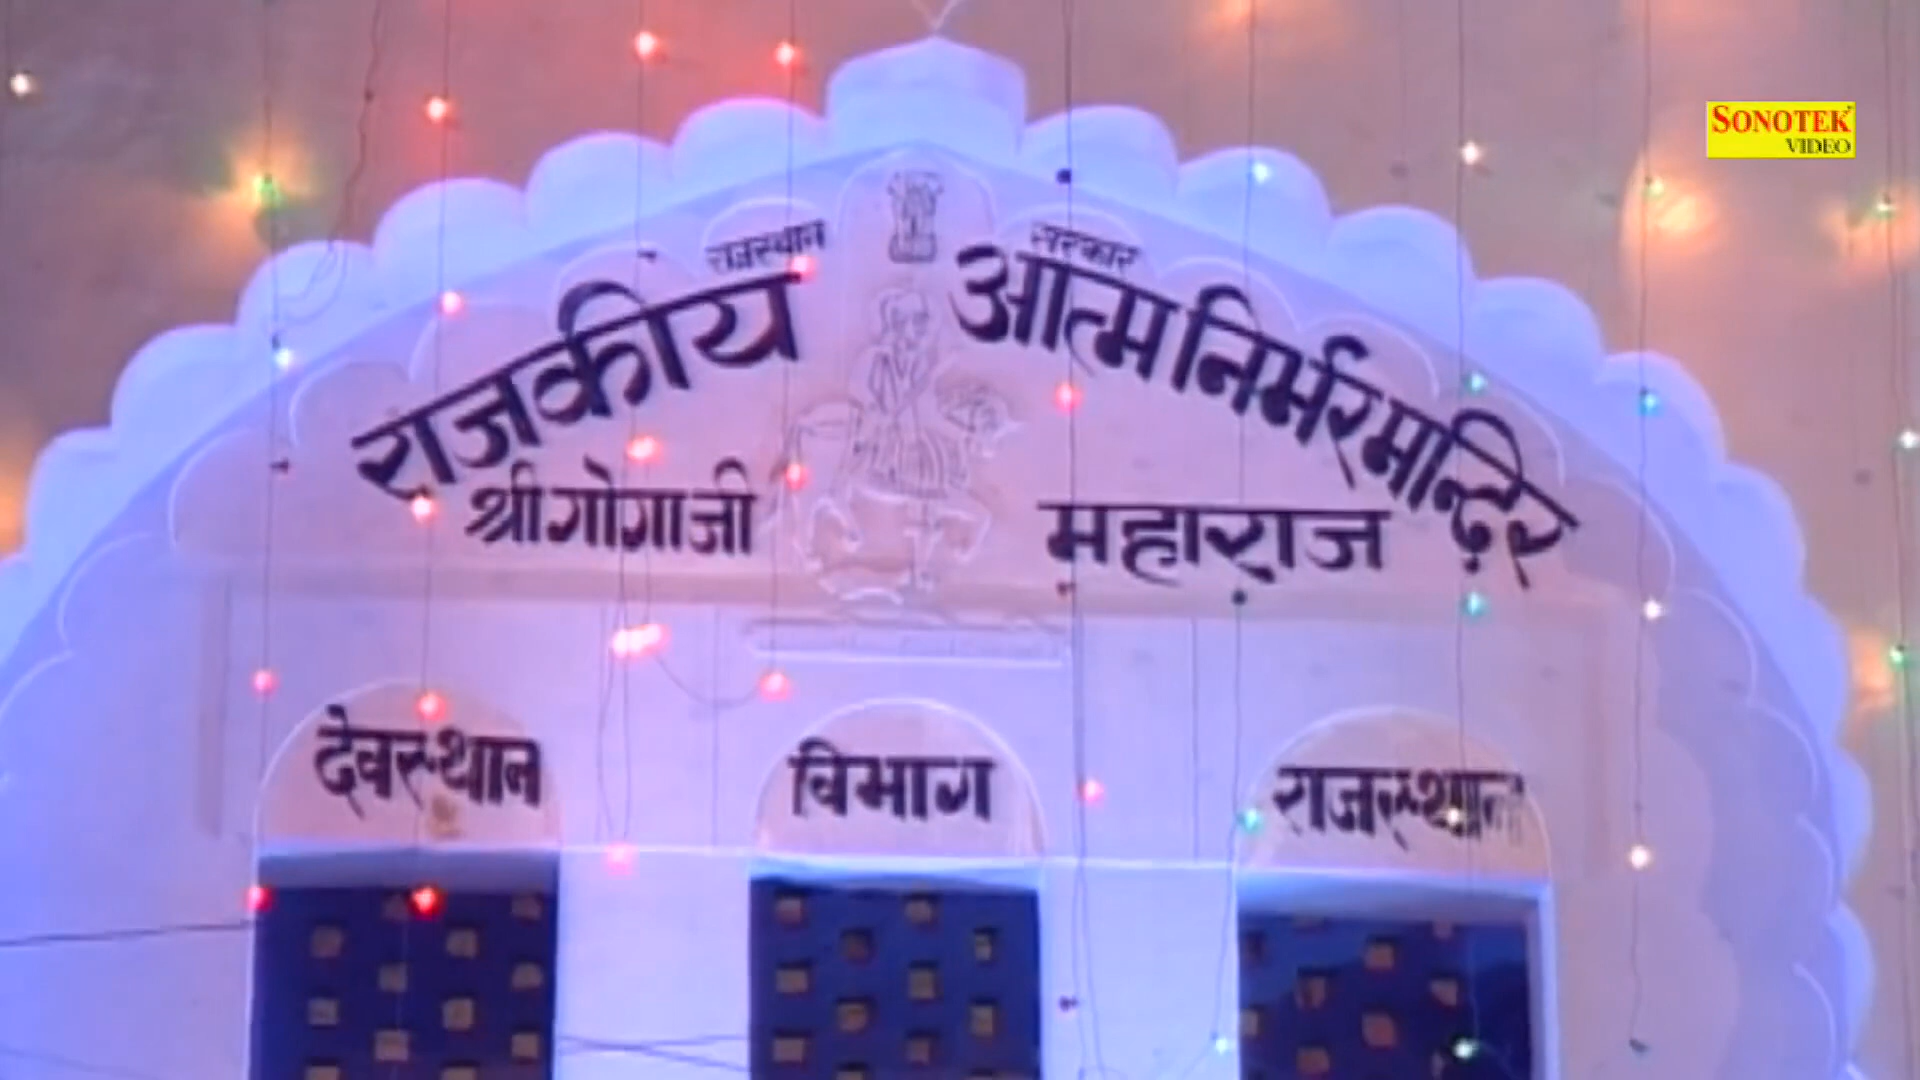 SONOTEK
VIDEO
राजस्थान सरकार
राजकीय आत्मनिर्भर मन्दिर
श्री गोगाजी महाराज
देवस्थान विभाग राजस्थान